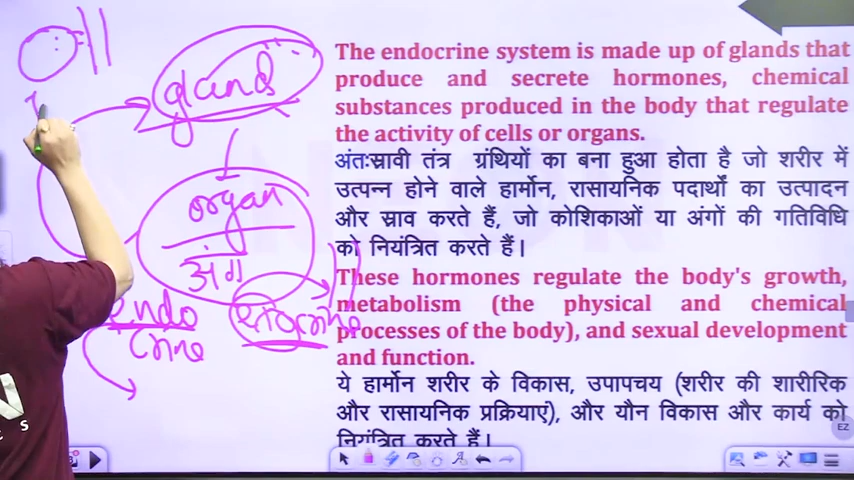 gland
organ
अंग
endo
crine
The endocrine system is made up of glands that
produce and secrete hormones, chemical
substances produced in the body that regulate
the activity of cells or organs.
अंतःस्रावी तंत्र ग्रंथियों का बना हुआ होता है जो शरीर में
उत्पन्न होने वाले हार्मोन, रासायनिक पदार्थों का उत्पादन
और स्राव करते हैं, जो कोशिकाओं या अंगों की गतिविधि
को नियंत्रित करते हैं।
These hormones regulate the body's growth,
metabolism (the physical and chemical
processes of the body), and sexual development
and function.
ये हार्मोन शरीर के विकास, उपापचय (शरीर की शारीरिक
और रासायनिक प्रक्रियाएं), और यौन विकास और कार्य को
नियंत्रित करते हैं।
EZ